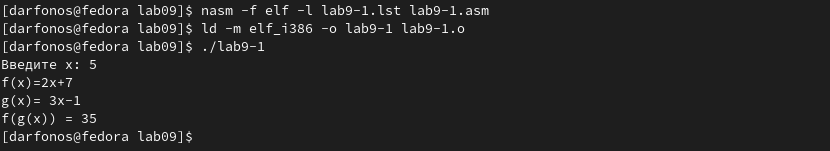 [darfonos@fedora lab09]$ nasm -f elf -l lab9-1.lst lab9-1.asm
[darfonos@fedora lab09]$ ld -m elf_i386 -o lab9-1 lab9-1.o
[darfonos@fedora lab09]$ ./lab9-1
Введите x: 5
f(x)=2x+7
g(x)= 3x-1
f(g(x)) = 35
[darfonos@fedora lab09]$